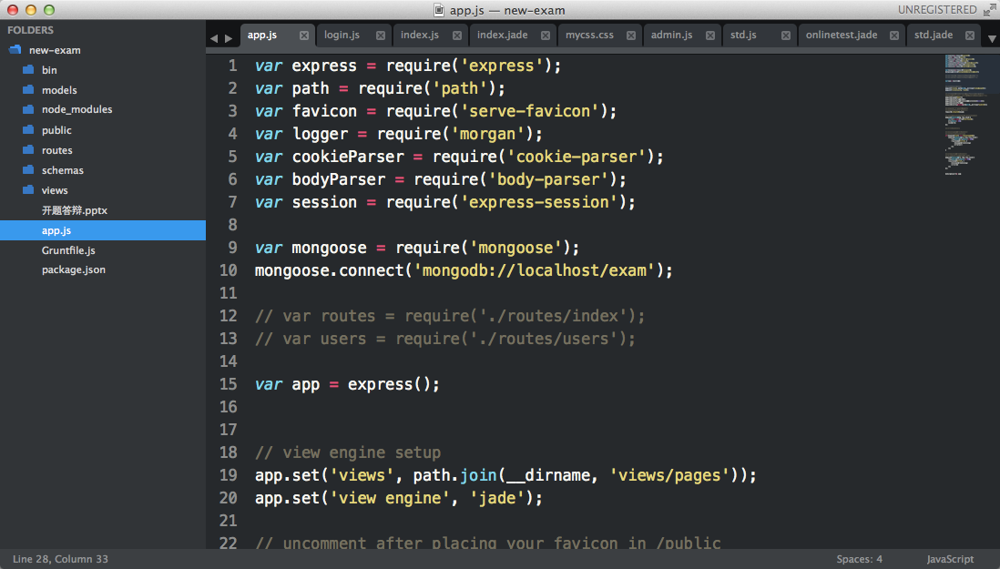 app.js — new-exam
UNREGISTERED
FOLDERS
new-exam
bin
models
node_modules
public
routes
schemas
views
开题答辩.pptx
app.js
Gruntfile.js
package.json
app.js login.js index.js index.jade mycss.css admin.js std.js onlinetest.jade std.jade
1 var express = require('express');
2 var path = require('path');
3 var favicon = require('serve-favicon');
4 var logger = require('morgan');
5 var cookieParser = require('cookie-parser');
6 var bodyParser = require('body-parser');
7 var session = require('express-session');
8
9 var mongoose = require('mongoose');
10 mongoose.connect('mongodb://localhost/exam');
11
12 // var routes = require('./routes/index');
13 // var users = require('./routes/users');
14
15 var app = express();
16
17
18 // view engine setup
19 app.set('views', path.join(__dirname, 'views/pages'));
20 app.set('view engine', 'jade');
21
22 // uncomment after placing your favicon in /public
Line 28, Column 33
Spaces: 4
JavaScript